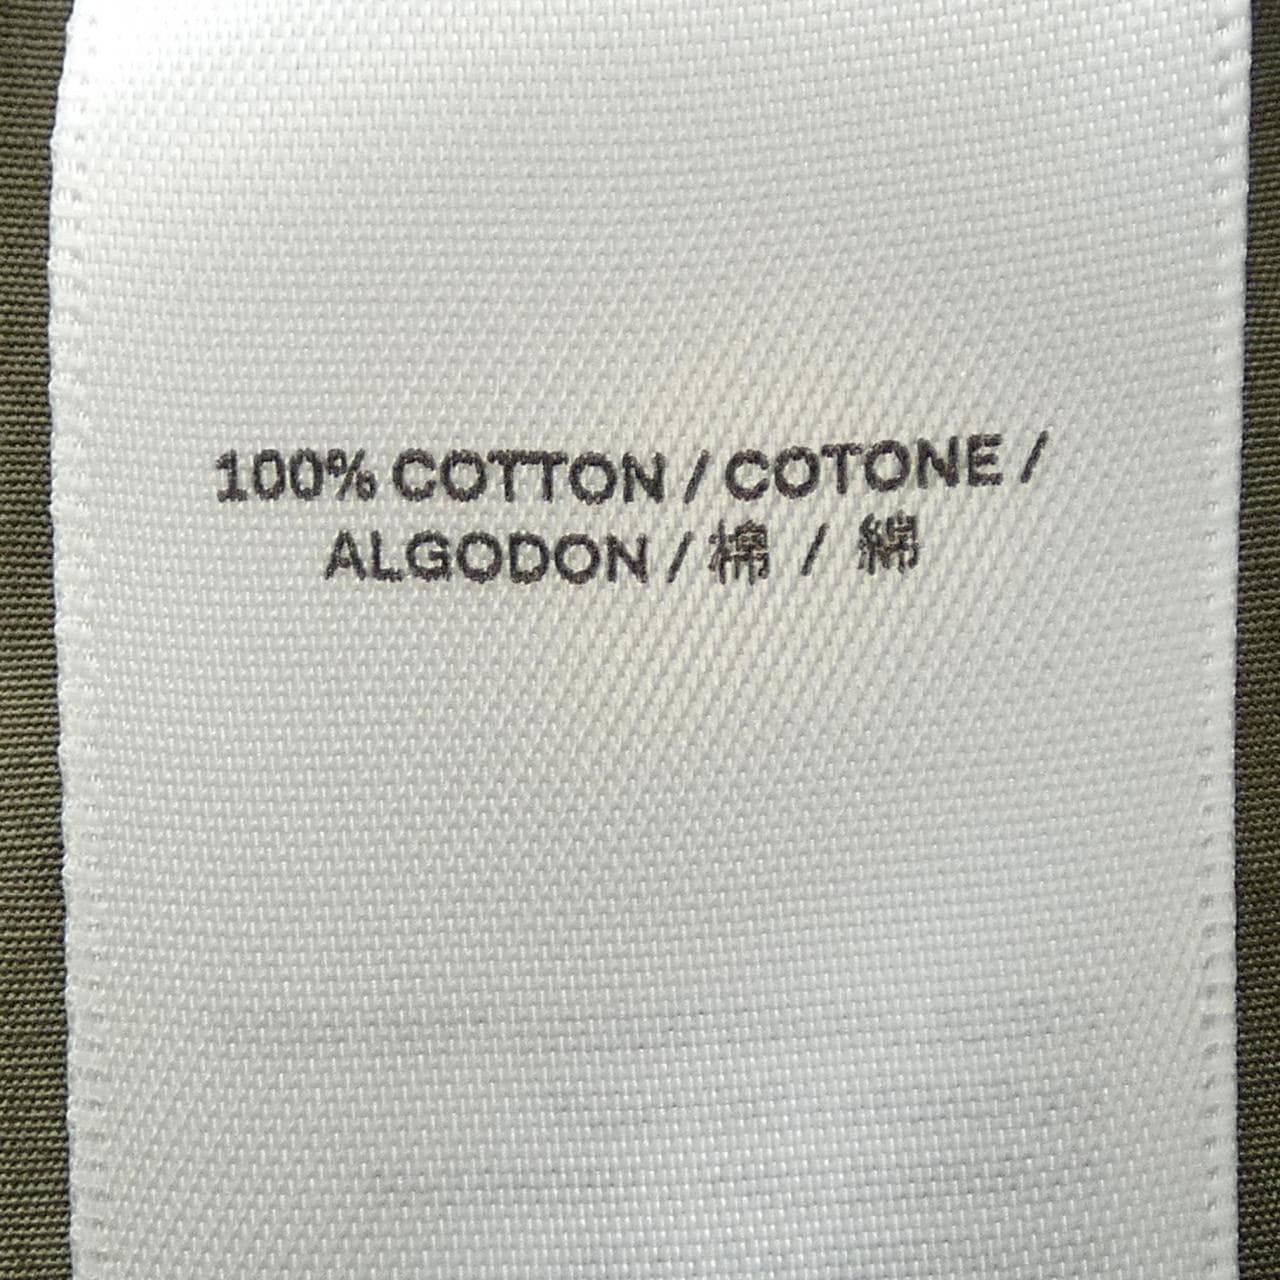 100% COTTON / COTONE /
ALGODON / 棉 / 綿